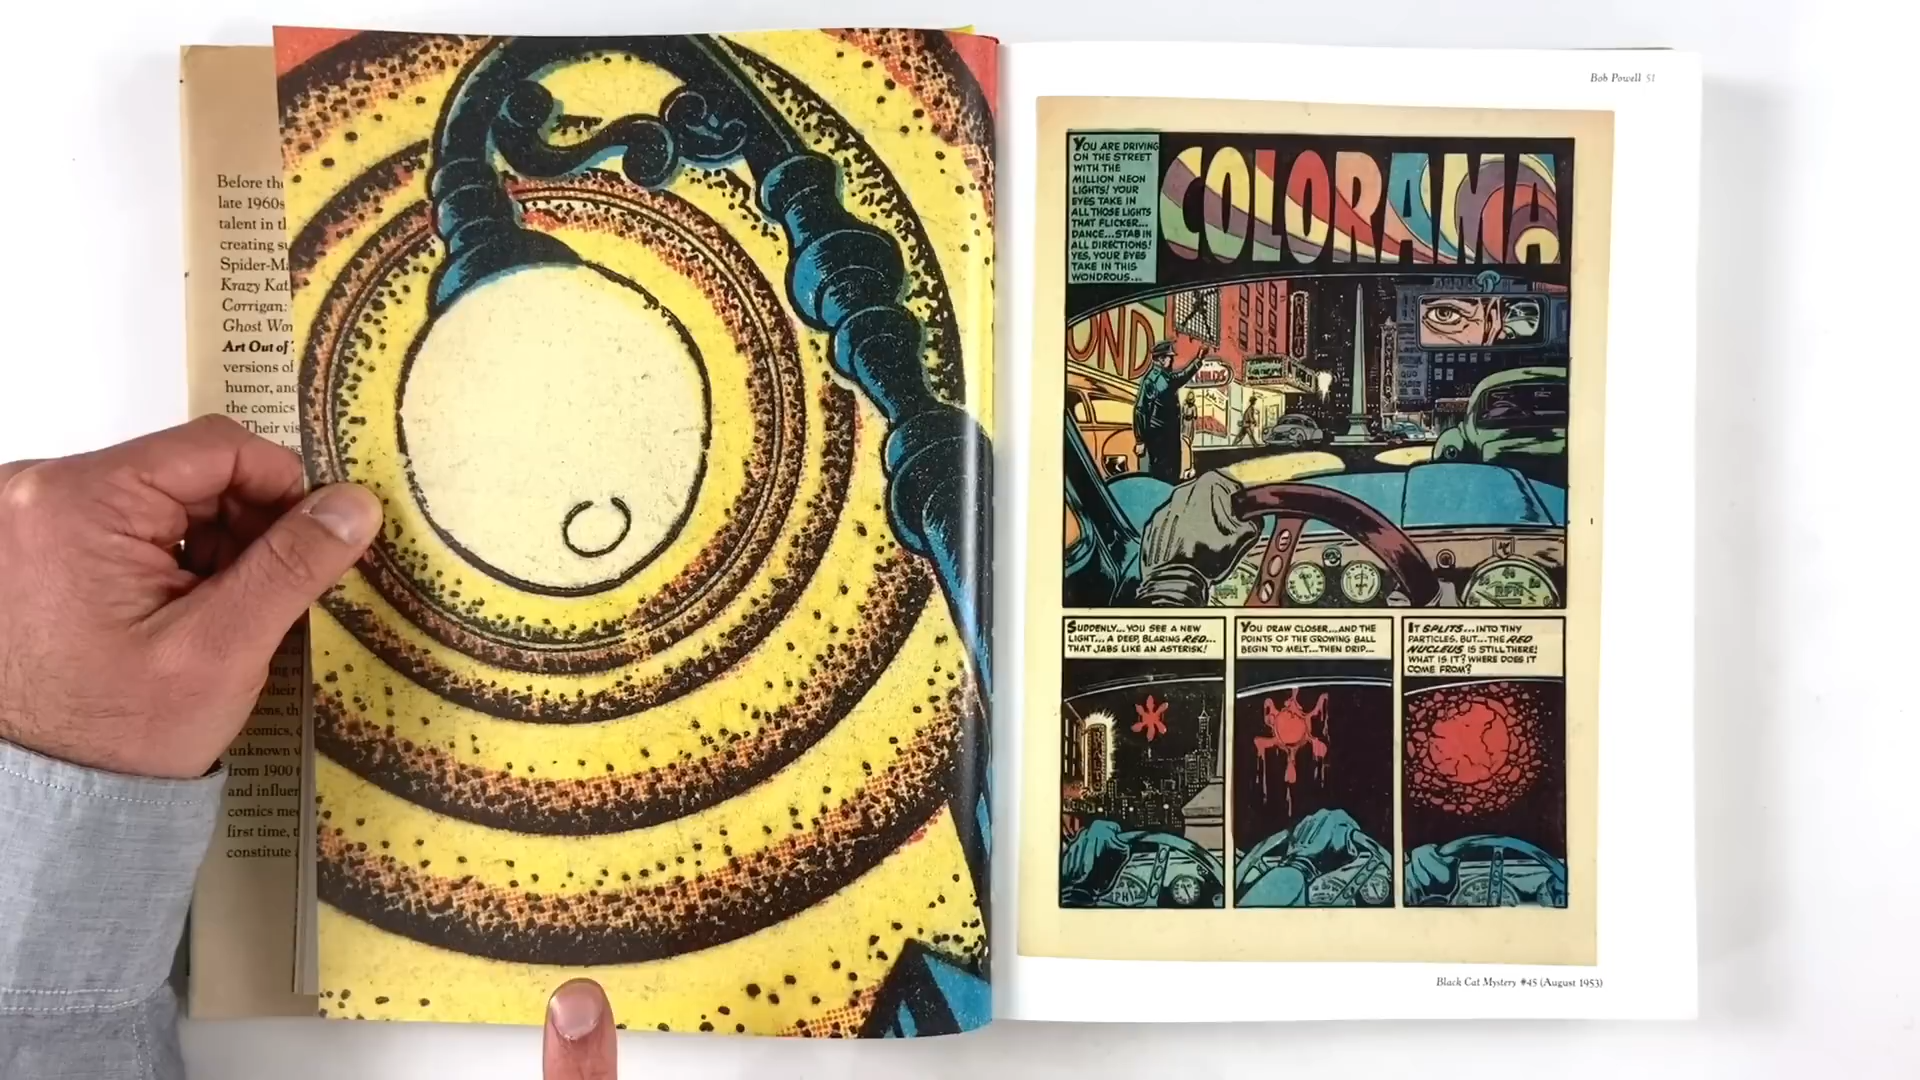 Before the
late 1960s
talent in th
creating su
Spider-Ma
Krazy Kat
Corrigan:
Ghost Wor
Art Out of T
versions of
humor, and
the comics
Their vis
from 1900
and influen
comics me
first time, t
constitute
Bob Powell 51
YOU ARE DRIVING
ON THE STREET
WITH THE
MILLION NEON
LIGHTS! YOUR
EYES TAKE IN
ALL THOSE LIGHTS
THAT FLICKER...
DANCE...STAB IN
ALL DIRECTIONS!
YES, YOUR EYES
TAKE IN THIS
WONDROUS...
COLORAMA
OND
SUDDENLY...YOU SEE A NEW
LIGHT...A DEEP, BLARING RED...
THAT JABS LIKE AN ASTERISK!
YOU DRAW CLOSER...AND THE
POINTS OF THE GROWING BALL
BEGIN TO MELT...THEN DRIP...
IT SPLITS...INTO TINY
PARTICLES. BUT...THE RED
NUCLEUS IS STILL THERE!
WHAT IS IT? WHERE DOES IT
COME FROM?
Black Cat Mystery #45 (August 1953)